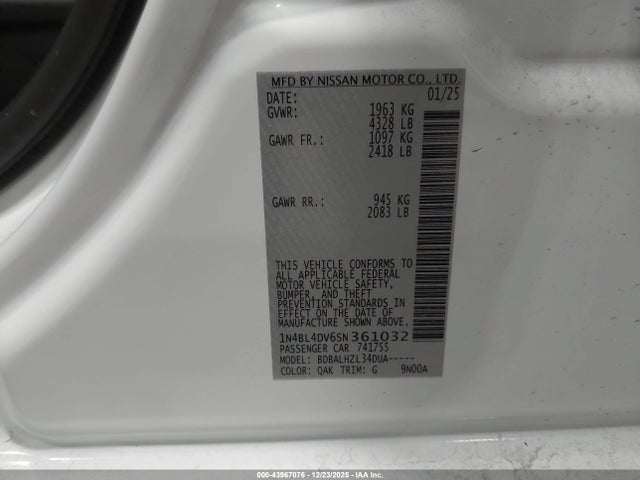 MFD BY NISSAN MOTOR CO., LTD.
DATE: 01/25
GVWR: 1963 KG
4328 LB
GAWR FR.: 1097 KG
2418 LB
GAWR RR.: 945 KG
2083 LB
THIS VEHICLE CONFORMS TO
ALL APPLICABLE FEDERAL
MOTOR VEHICLE SAFETY,
BUMPER, AND THEFT
PREVENTION STANDARDS IN
EFFECT ON THE DATE OF
MANUFACTURE SHOWN ABOVE.
1N4BL4DV6SN361032
PASSENGER CAR 741755
MODEL: BDBALHZL34DUA-----
COLOR: QAK TRIM: G 9N00A
000-43967076 | 12/23/2025 | IAAI.COM